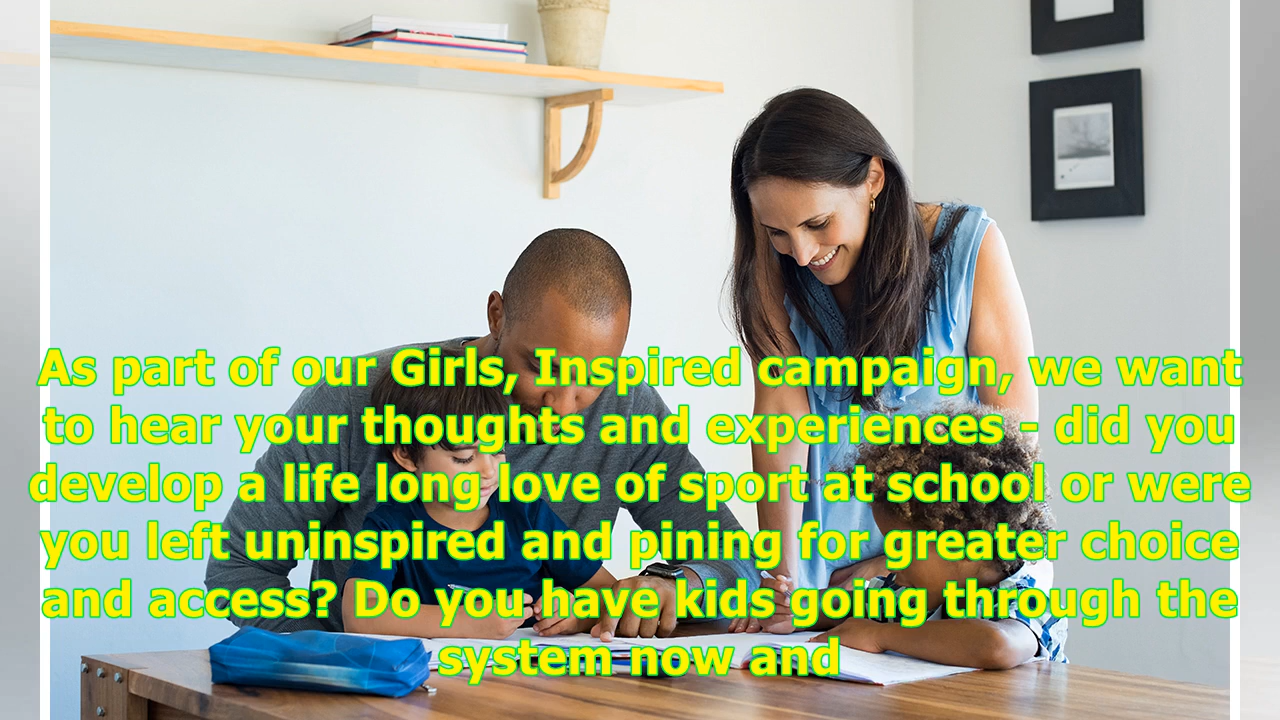 As part of our Girls, Inspired campaign, we want
to hear your thoughts and experiences - did you
develop a life long love of sport at school or were
you left uninspired and pining for greater choice
and access? Do you have kids going through the
system now and